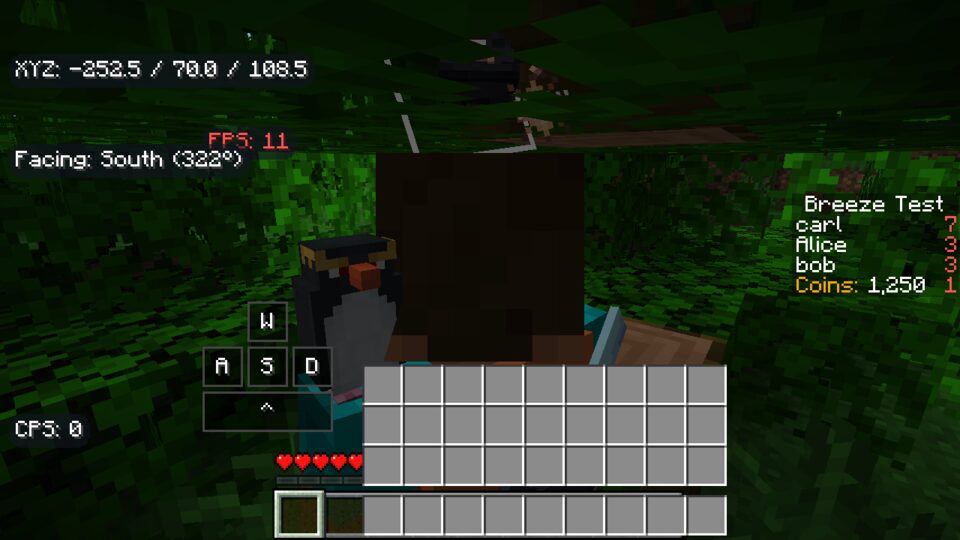 XYZ: -252.5 / 70.0 / 108.5
FPS: 11
Facing: South (322º)
Breeze Test
carl 7
Alice 3
bob 3
Coins: 1,250 1
W
A S D
^
CPS: 0